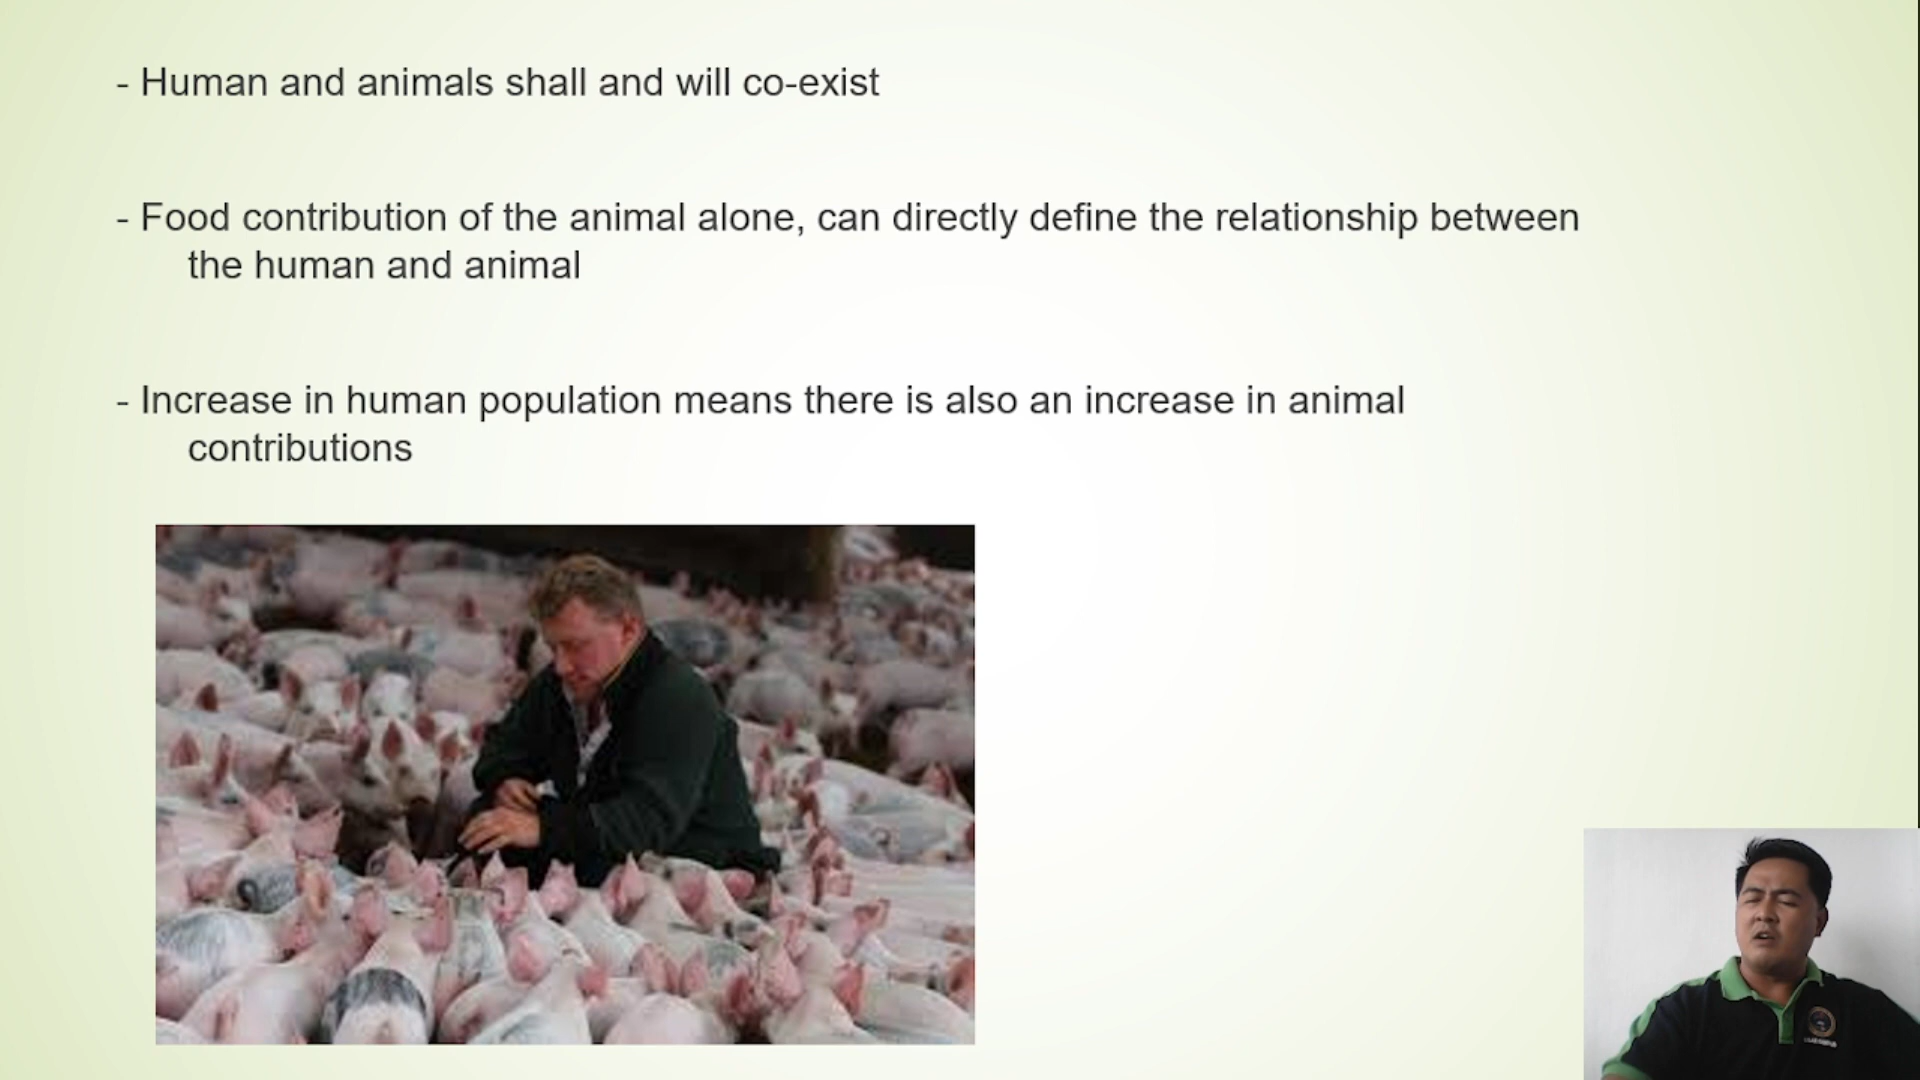 - Human and animals shall and will co-exist
- Food contribution of the animal alone, can directly define the relationship between
the human and animal
- Increase in human population means there is also an increase in animal
contributions